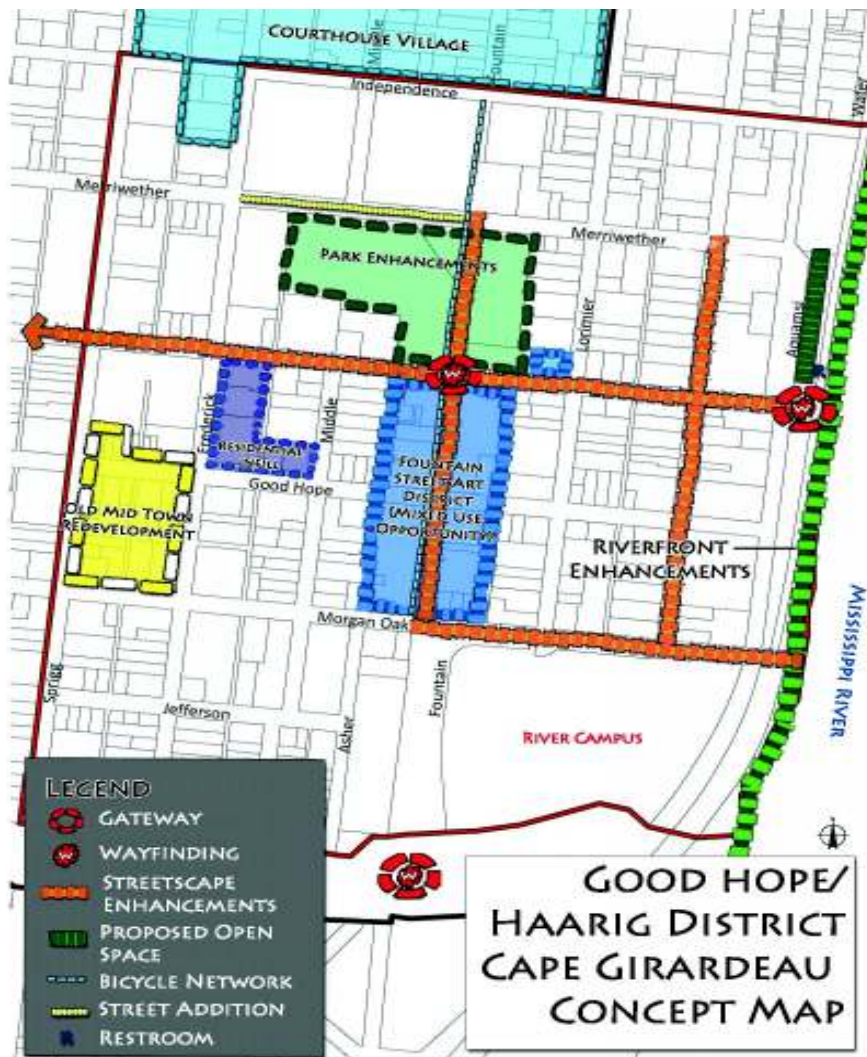 COURTHOUSE VILLAGE
Middle
Fountain
Independence
Water
Merriwether
Merriwether
PARK ENHANCEMENTS
Lorimier
Aquamsi
W
W
R
Frederick
Middle
RESIDENTIAL
INFILL
Good Hope
FOUNTAIN
STREET ART
DISTRICT
(MIXED USE
OPPORTUNITY)
OLD MID TOWN
REDEVELOPMENT
RIVERFRONT
ENHANCEMENTS
MISSISSIPPI RIVER
Morgan Oak
Sprigg
Jefferson
Asher
Fountain
RIVER CAMPUS
W
LEGEND
GATEWAY
W
WAYFINDING
STREETSCAPE
ENHANCEMENTS
PROPOSED OPEN
SPACE
BICYCLE NETWORK
STREET ADDITION
R
RESTROOM
GOOD HOPE/
HAARIG DISTRICT
CAPE GIRARDEAU
CONCEPT MAP